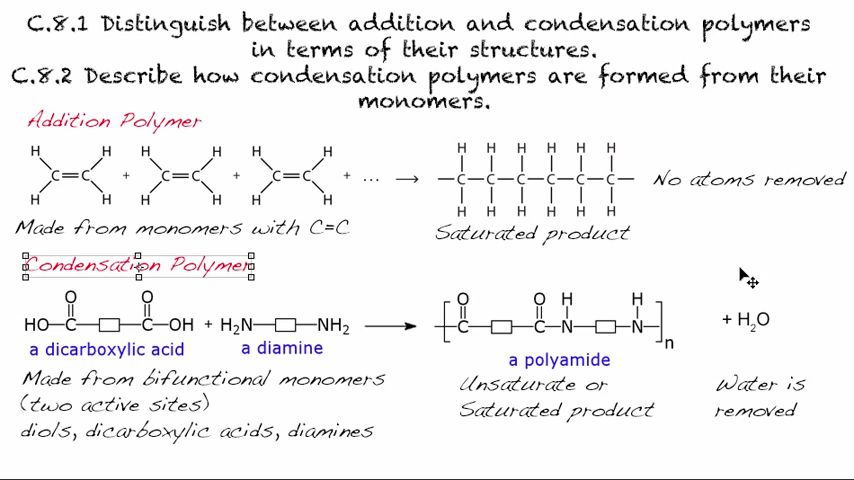 C.8.1 Distinguish between addition and condensation polymers
in terms of their structures.
C.8.2 Describe how condensation polymers are formed from their
monomers.
Addition Polymer
H H H H H H H H H H H
C=C + C=C + C=C + ... → C C C C C C No atoms removed
H H H H H H H H H H H H
Made from monomers with C=C
Saturated product
Condensation Polymer
O O O O H H
HO C C OH + H2N NH2 → [ C C N N ]n + H2O
a dicarboxylic acid a diamine
a polyamide
Made from bifunctional monomers
(two active sites)
diols, dicarboxylic acids, diamines
Unsaturate or
Saturated product
Water is
removed